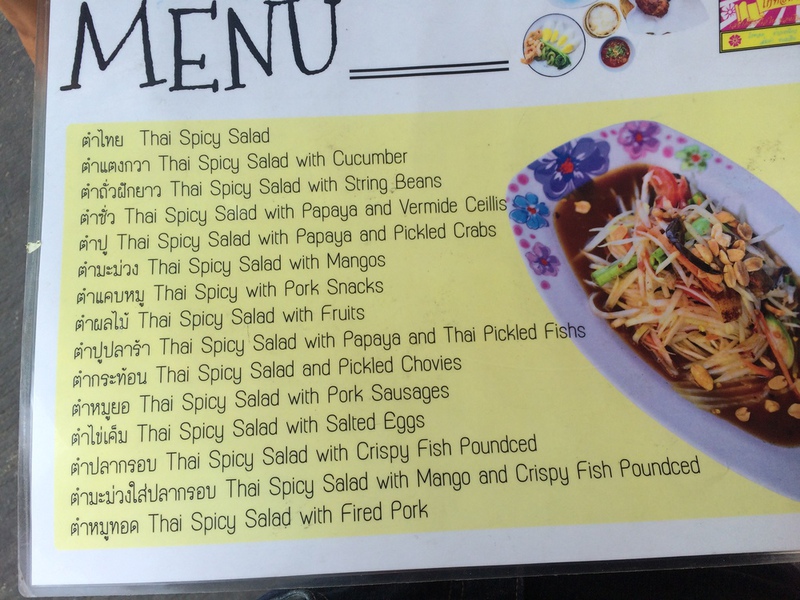 MENU
ตำไทย Thai Spicy Salad
ตำแตงกวา Thai Spicy Salad with Cucumber
ตำถั่วฝักยาว Thai Spicy Salad with String Beans
ตำซั่ว Thai Spicy Salad with Papaya and Vermide Ceillis
ตำปู Thai Spicy Salad with Papaya and Pickled Crabs
ตำมะม่วง Thai Spicy Salad with Mangos
ตำแคบหมู Thai Spicy with Pork Snacks
ตำผลไม้ Thai Spicy Salad with Fruits
ตำปูปลาร้า Thai Spicy Salad with Papaya and Thai Pickled Fishs
ตำกระท้อน Thai Spicy Salad and Pickled Chovies
ตำหมูยอ Thai Spicy Salad with Pork Sausages
ตำไข่เค็ม Thai Spicy Salad with Salted Eggs
ตำปลากรอบ Thai Spicy Salad with Crispy Fish Poundced
ตำมะม่วงใส่ปลากรอบ Thai Spicy Salad with Mango and Crispy Fish Poundced
ตำหมูทอด Thai Spicy Salad with Fired Pork